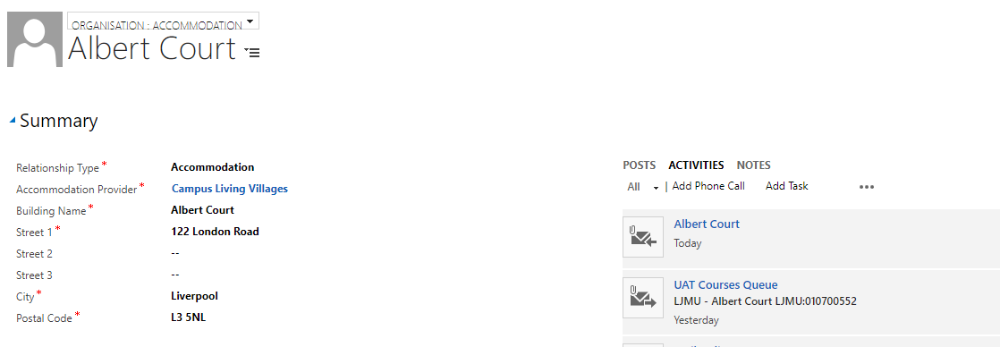 ORGANISATION : ACCOMMODATION
Albert Court
Summary
Relationship Type * Accommodation
Accommodation Provider * Campus Living Villages
Building Name * Albert Court
Street 1 * 122 London Road
Street 2 --
Street 3 --
City * Liverpool
Postal Code * L3 5NL
POSTS ACTIVITIES NOTES
All | Add Phone Call Add Task ...
Albert Court
Today
UAT Courses Queue
LJMU - Albert Court LJMU:010700552
Yesterday